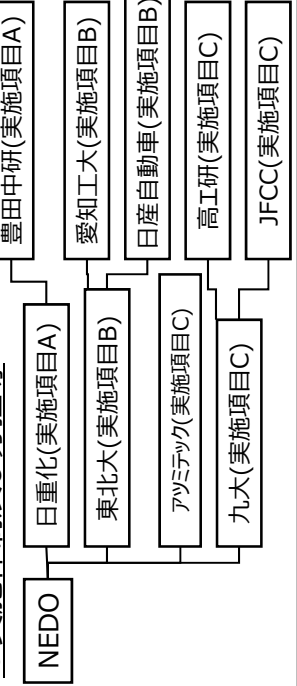 NEDO
日重化(実施項目A)
東北大(実施項目B)
アツミテック(実施項目C)
九大(実施項目C)
豊田中研(実施項目A)
愛知工大(実施項目B)
日産自動車(実施項目B)
高エ研(実施項目C)
JFCC(実施項目C)